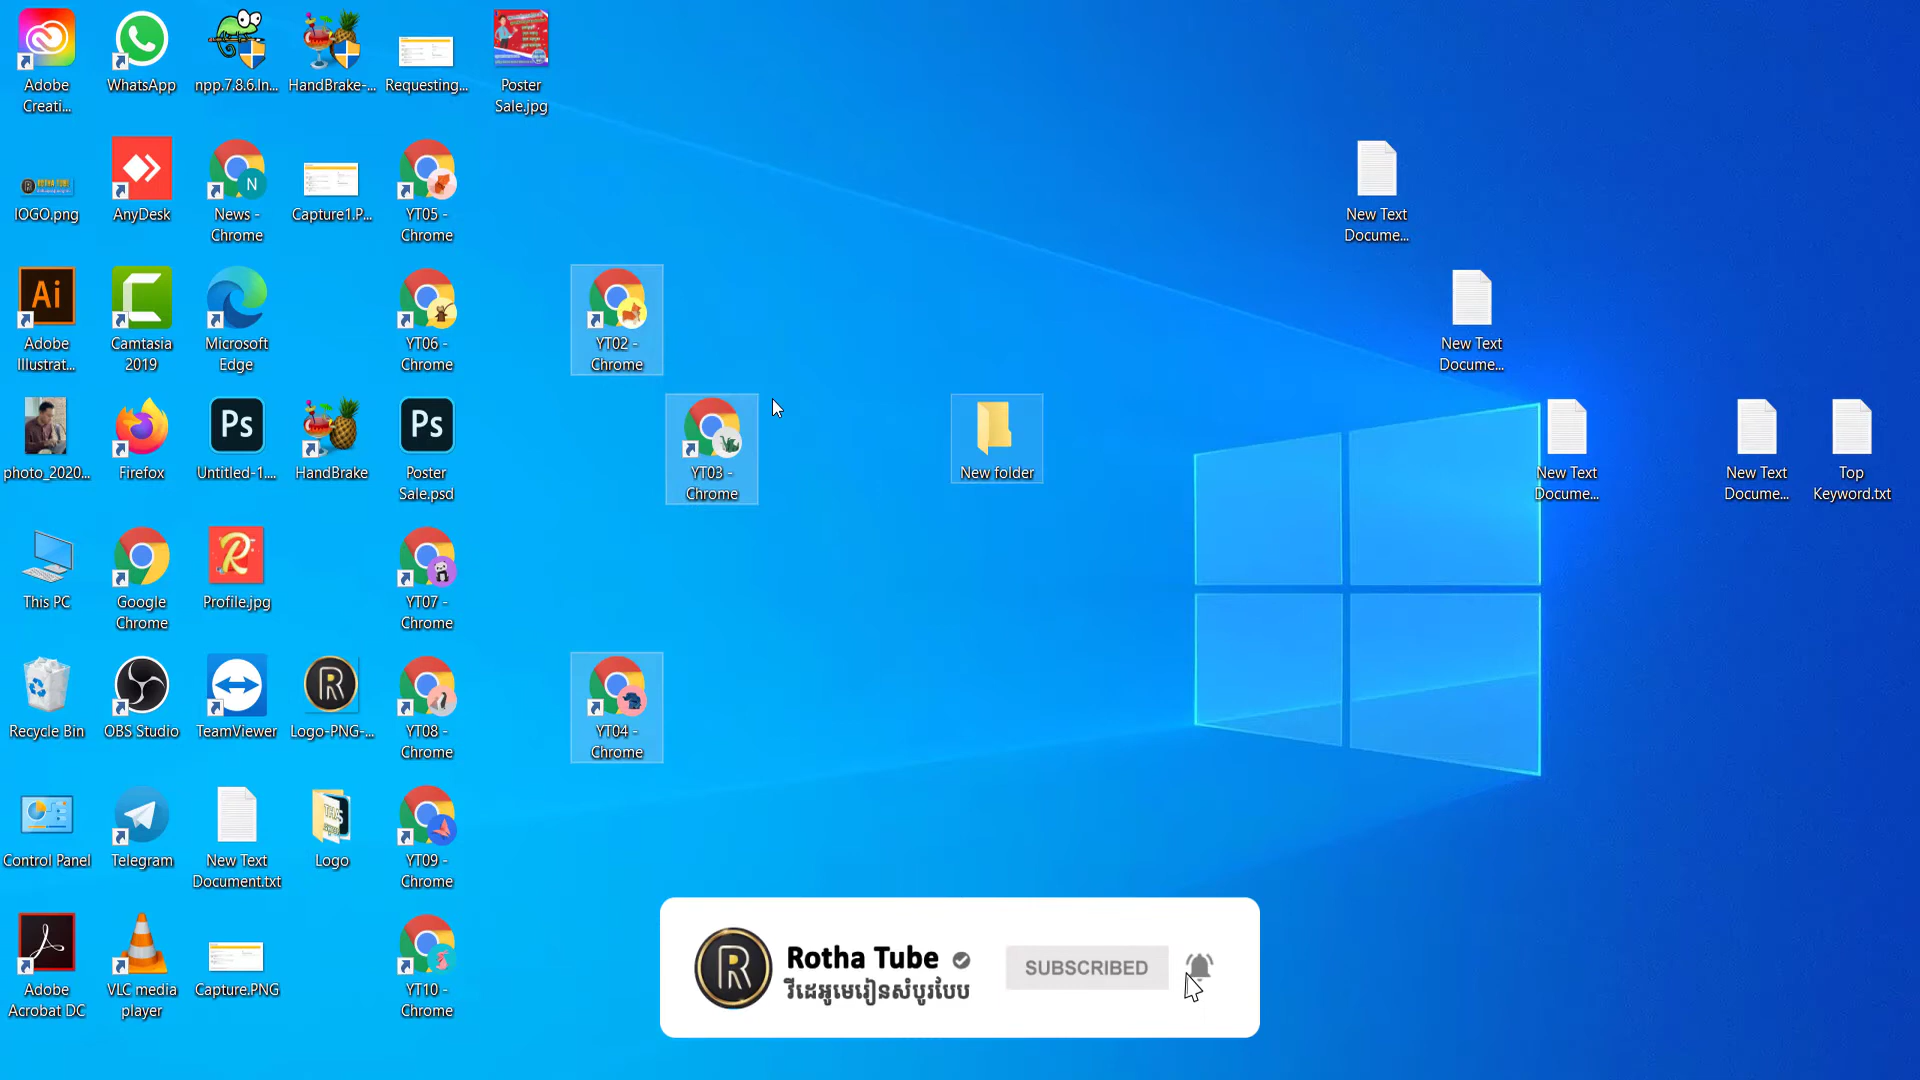 Adobe
Creati...
WhatsApp
npp.7.8.6.In...
HandBrake-...
Requesting...
Poster
Sale.jpg
lOGO.png
AnyDesk
News -
Chrome
Capture1.P...
YT05 -
Chrome
New Text
Docume...
Adobe
Illustrat...
Camtasia
2019
Microsoft
Edge
YT06 -
Chrome
YT02 -
Chrome
New Text
Docume...
photo_2020...
Firefox
Untitled-1....
HandBrake
Poster
Sale.psd
YT03 -
Chrome
New folder
New Text
Docume...
New Text
Docume...
Top
Keyword.txt
This PC
Google
Chrome
Profile.jpg
YT07 -
Chrome
Recycle Bin
OBS Studio
TeamViewer
Logo-PNG-...
YT08 -
Chrome
YT04 -
Chrome
Control Panel
Telegram
New Text
Document.txt
Logo
YT09 -
Chrome
Adobe
Acrobat DC
VLC media
player
Capture.PNG
YT10 -
Chrome
Rotha Tube
វីដេអូមេរៀនសំបូរបែប
SUBSCRIBED